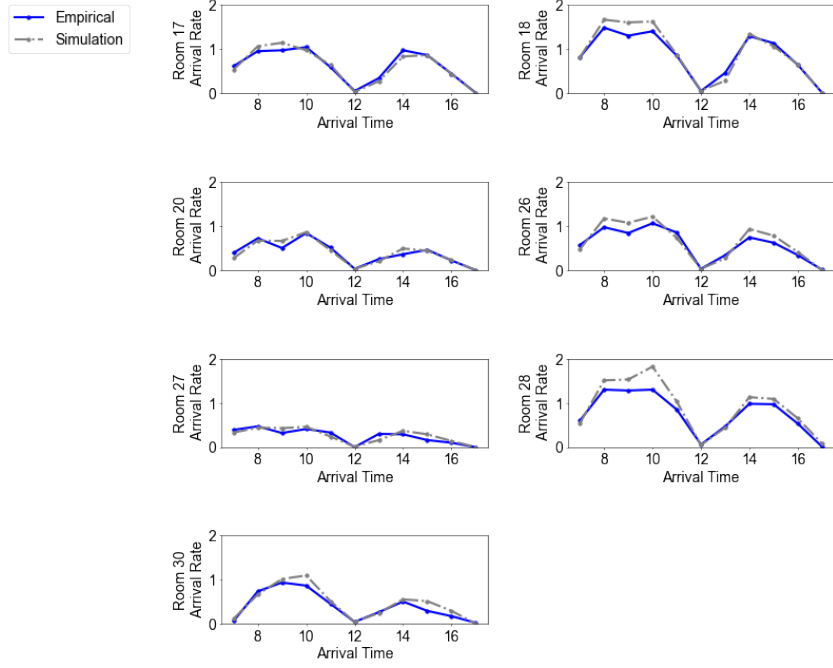 Empirical
Simulation
Room 17
Arrival Rate
2
1
0
8 10 12 14 16
Arrival Time
Room 18
Arrival Rate
2
1
0
8 10 12 14 16
Arrival Time
Room 20
Arrival Rate
2
1
0
8 10 12 14 16
Arrival Time
Room 26
Arrival Rate
2
1
0
8 10 12 14 16
Arrival Time
Room 27
Arrival Rate
2
1
0
8 10 12 14 16
Arrival Time
Room 28
Arrival Rate
2
1
0
8 10 12 14 16
Arrival Time
Room 30
Arrival Rate
2
1
0
8 10 12 14 16
Arrival Time